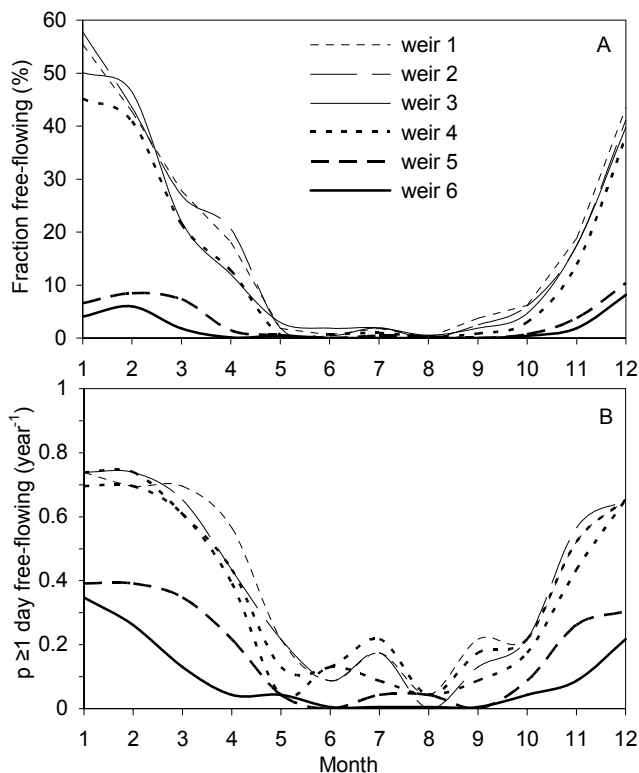 60
50
40
30
20
10
0
Fraction free-flowing (%)
A
weir 1
weir 2
weir 3
weir 4
weir 5
weir 6
1 2 3 4 5 6 7 8 9 10 11 12
1
0.8
0.6
0.4
0.2
0
p ≥1 day free-flowing (year⁻¹)
B
1 2 3 4 5 6 7 8 9 10 11 12
Month